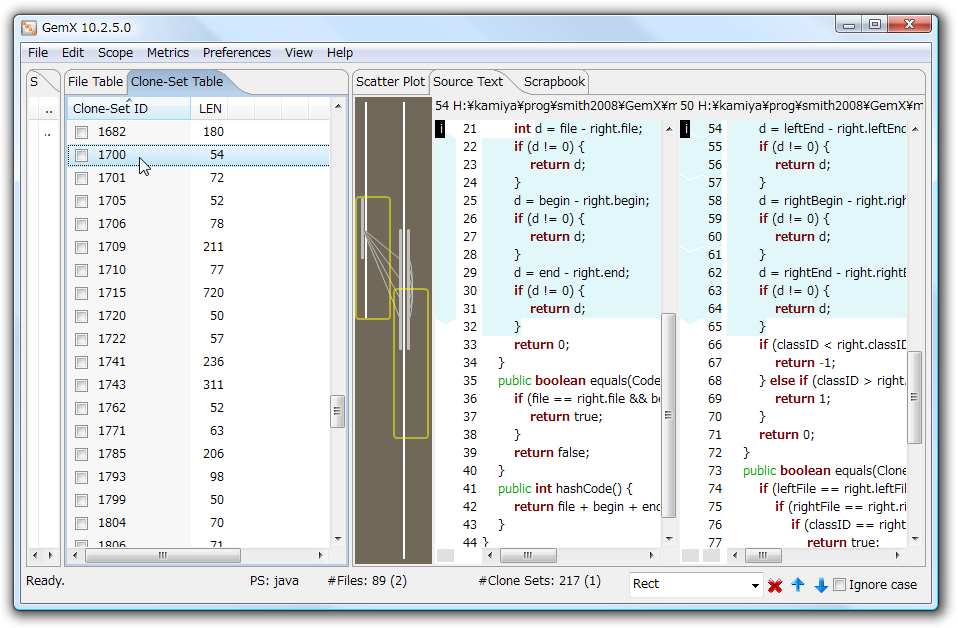 GemX 10.2.5.0
File Edit Scope Metrics Preferences View Help
S
..
..
File Table Clone-Set Table
Clone-Set ID LEN
1682 180
1700 54
1701 72
1705 52
1706 78
1709 211
1710 77
1715 720
1720 50
1722 57
1741 236
1743 311
1762 52
1771 63
1785 206
1793 98
1799 50
1804 70
1806 71
Scatter Plot Source Text Scrapbook
54 H:¥kamiya¥prog¥smith2008¥GemX¥m
i
21 int d = file - right.file;
22 if (d != 0) {
23 return d;
24 }
25 d = begin - right.begin;
26 if (d != 0) {
27 return d;
28 }
29 d = end - right.end;
30 if (d != 0) {
31 return d;
32 }
33 return 0;
34 }
35 public boolean equals(Code
36 if (file == right.file && be
37 return true;
38 }
39 return false;
40 }
41 public int hashCode() {
42 return file + begin + end
43 }
44 }
50 H:¥kamiya¥prog¥smith2008¥GemX¥m
i
54 d = leftEnd - right.leftEnd
55 if (d != 0) {
56 return d;
57 }
58 d = rightBegin - right.righ
59 if (d != 0) {
60 return d;
61 }
62 d = rightEnd - right.rightE
63 if (d != 0) {
64 return d;
65 }
66 if (classID < right.classID
67 return -1;
68 } else if (classID > right.
69 return 1;
70 }
71 return 0;
72 }
73 public boolean equals(Clone
74 if (leftFile == right.leftFil
75 if (rightFile == right.ri
76 if (classID == right
77 return true;
Ready. PS: java #Files: 89 (2) #Clone Sets: 217 (1) Rect Ignore case